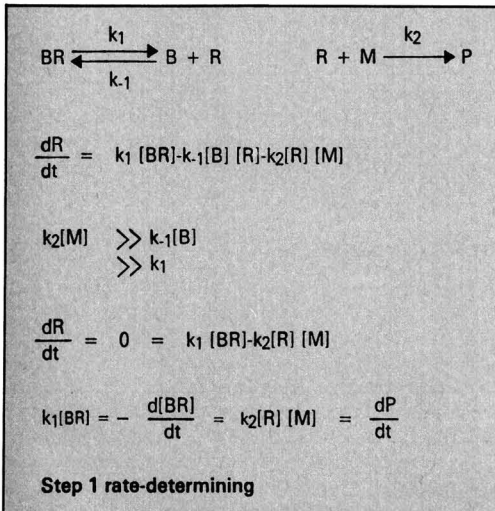 BR ⇌ B + R    R + M → P
k₁    k₂
k₋₁
dR/dt = k₁ [BR]-k₋₁[B] [R]-k₂[R] [M]
k₂[M] >> k₋₁[B]
>> k₁
dR/dt = 0 = k₁ [BR]-k₂[R] [M]
k₁[BR] = - d[BR]/dt = k₂[R] [M] = dP/dt
Step 1 rate-determining